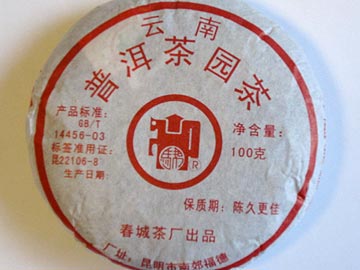 云南
普洱茶园茶
产品标准:
GB/T
14456-03
标签准用证:
昆22106-8
生产日期:
R
净含量:
100克
保质期: 陈久更佳
春城茶厂出品
厂址: 昆明市南郊福德